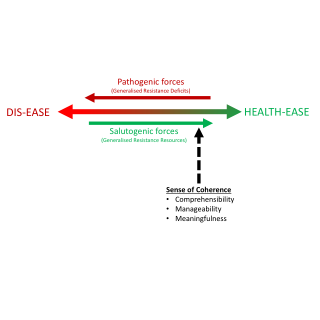 Pathogenic forces
(Generalised Resistance Deficits)
DIS-EASE
HEALTH-EASE
Salutogenic forces
(Generalised Resistance Resources)
Sense of Coherence
• Comprehensibility
• Manageability
• Meaningfulness